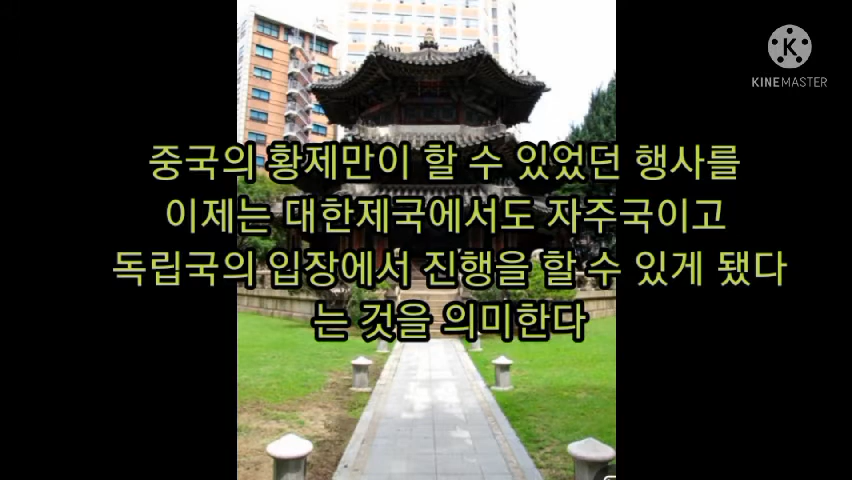 KINEMASTER
중국의 황제만이 할 수 있었던 행사를
이제는 대한제국에서도 자주국이고
독립국의 입장에서 진행을 할 수 있게 됐다
는 것을 의미한다